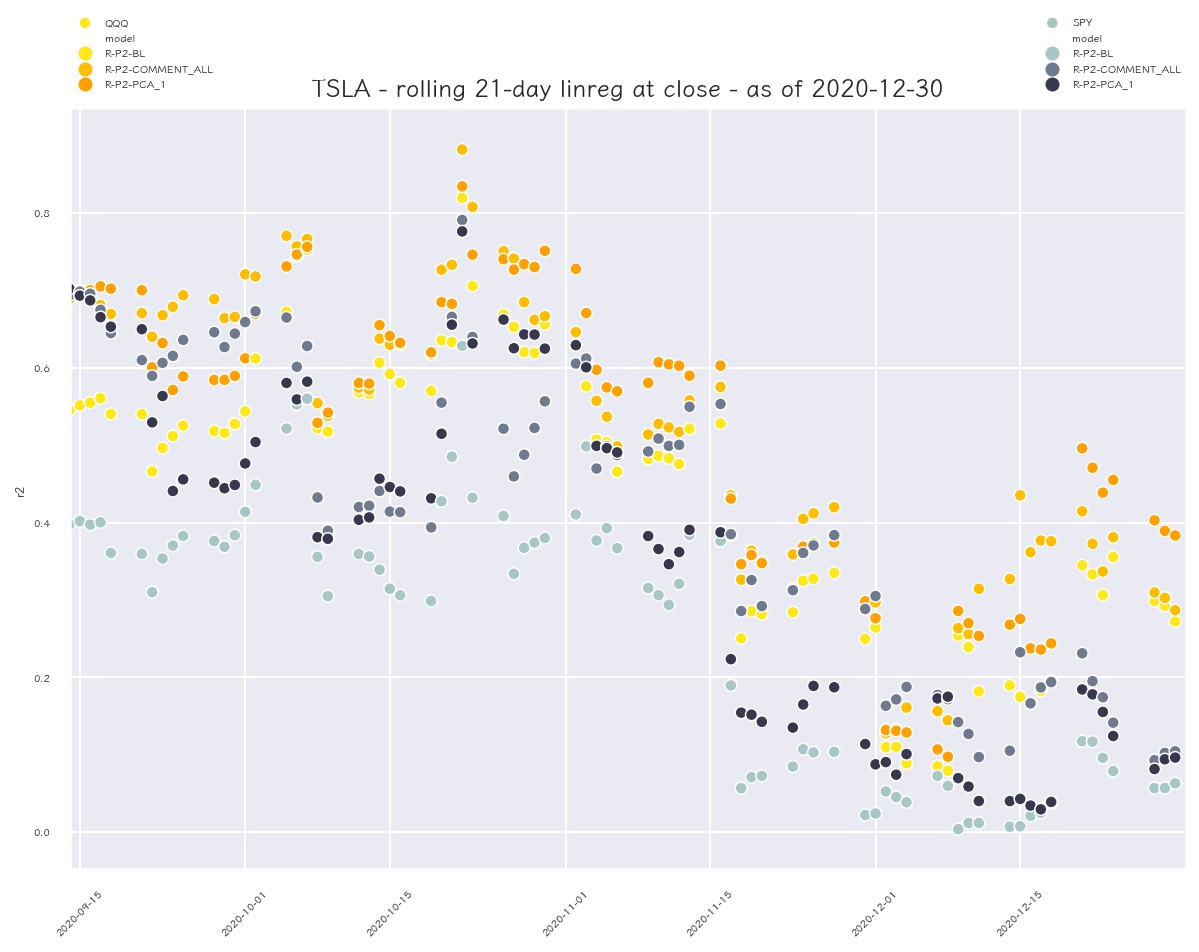 QQQ
model
R-P2-BL
R-P2-COMMENT_ALL
R-P2-PCA_1
SPY
model
R-P2-BL
R-P2-COMMENT_ALL
R-P2-PCA_1
TSLA - rolling 21-day linreg at close - as of 2020-12-30
r2
0.8
0.6
0.4
0.2
0.0
2020-09-15
2020-10-01
2020-10-15
2020-11-01
2020-11-15
2020-12-01
2020-12-15